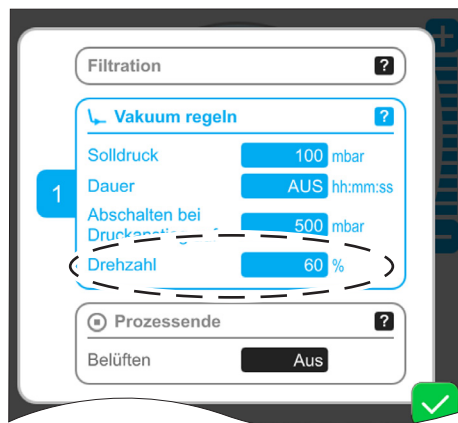 Filtration ?
Vakuum regeln ?
1
Solldruck 100 mbar
Dauer AUS hh:mm:ss
Abschalten bei
500 mbar
Drehzahl 60 %
Prozessende ?
Belüften Aus